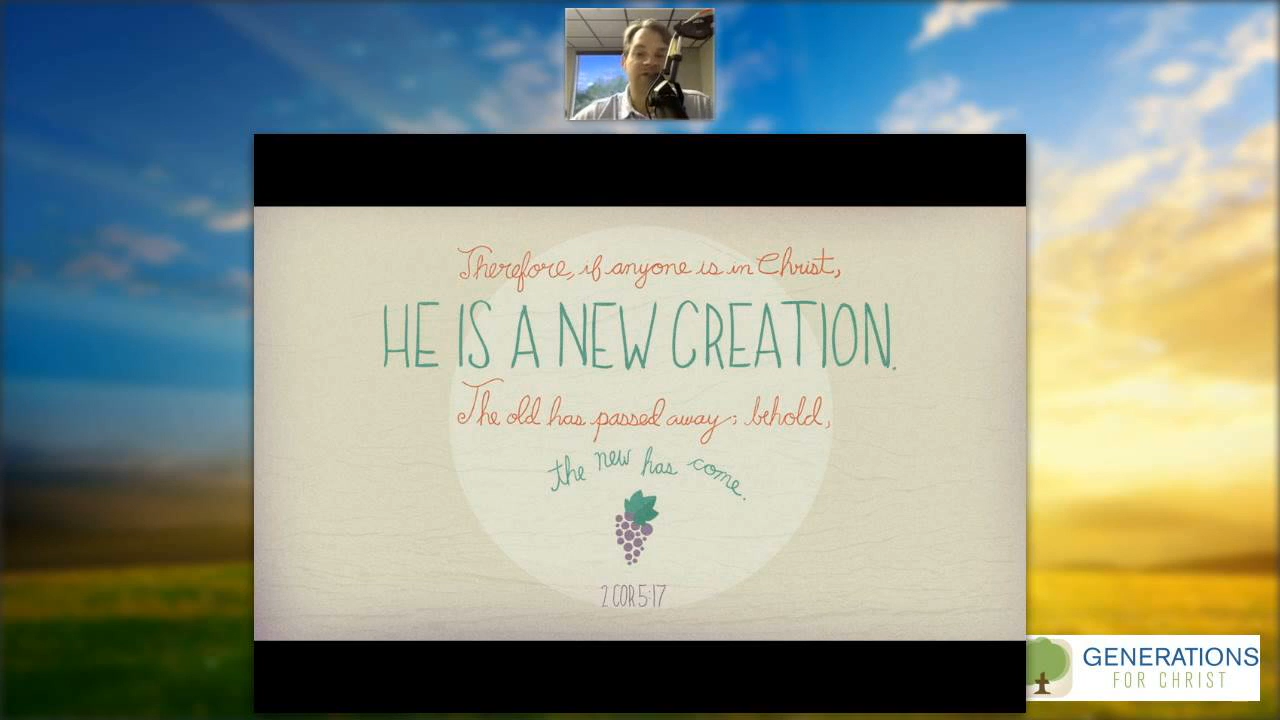 Therefore, if anyone is in Christ,
HE IS A NEW CREATION.
The old has passed away; behold,
the new has come.
2 COR 5:17
GENERATIONS
FOR CHRIST